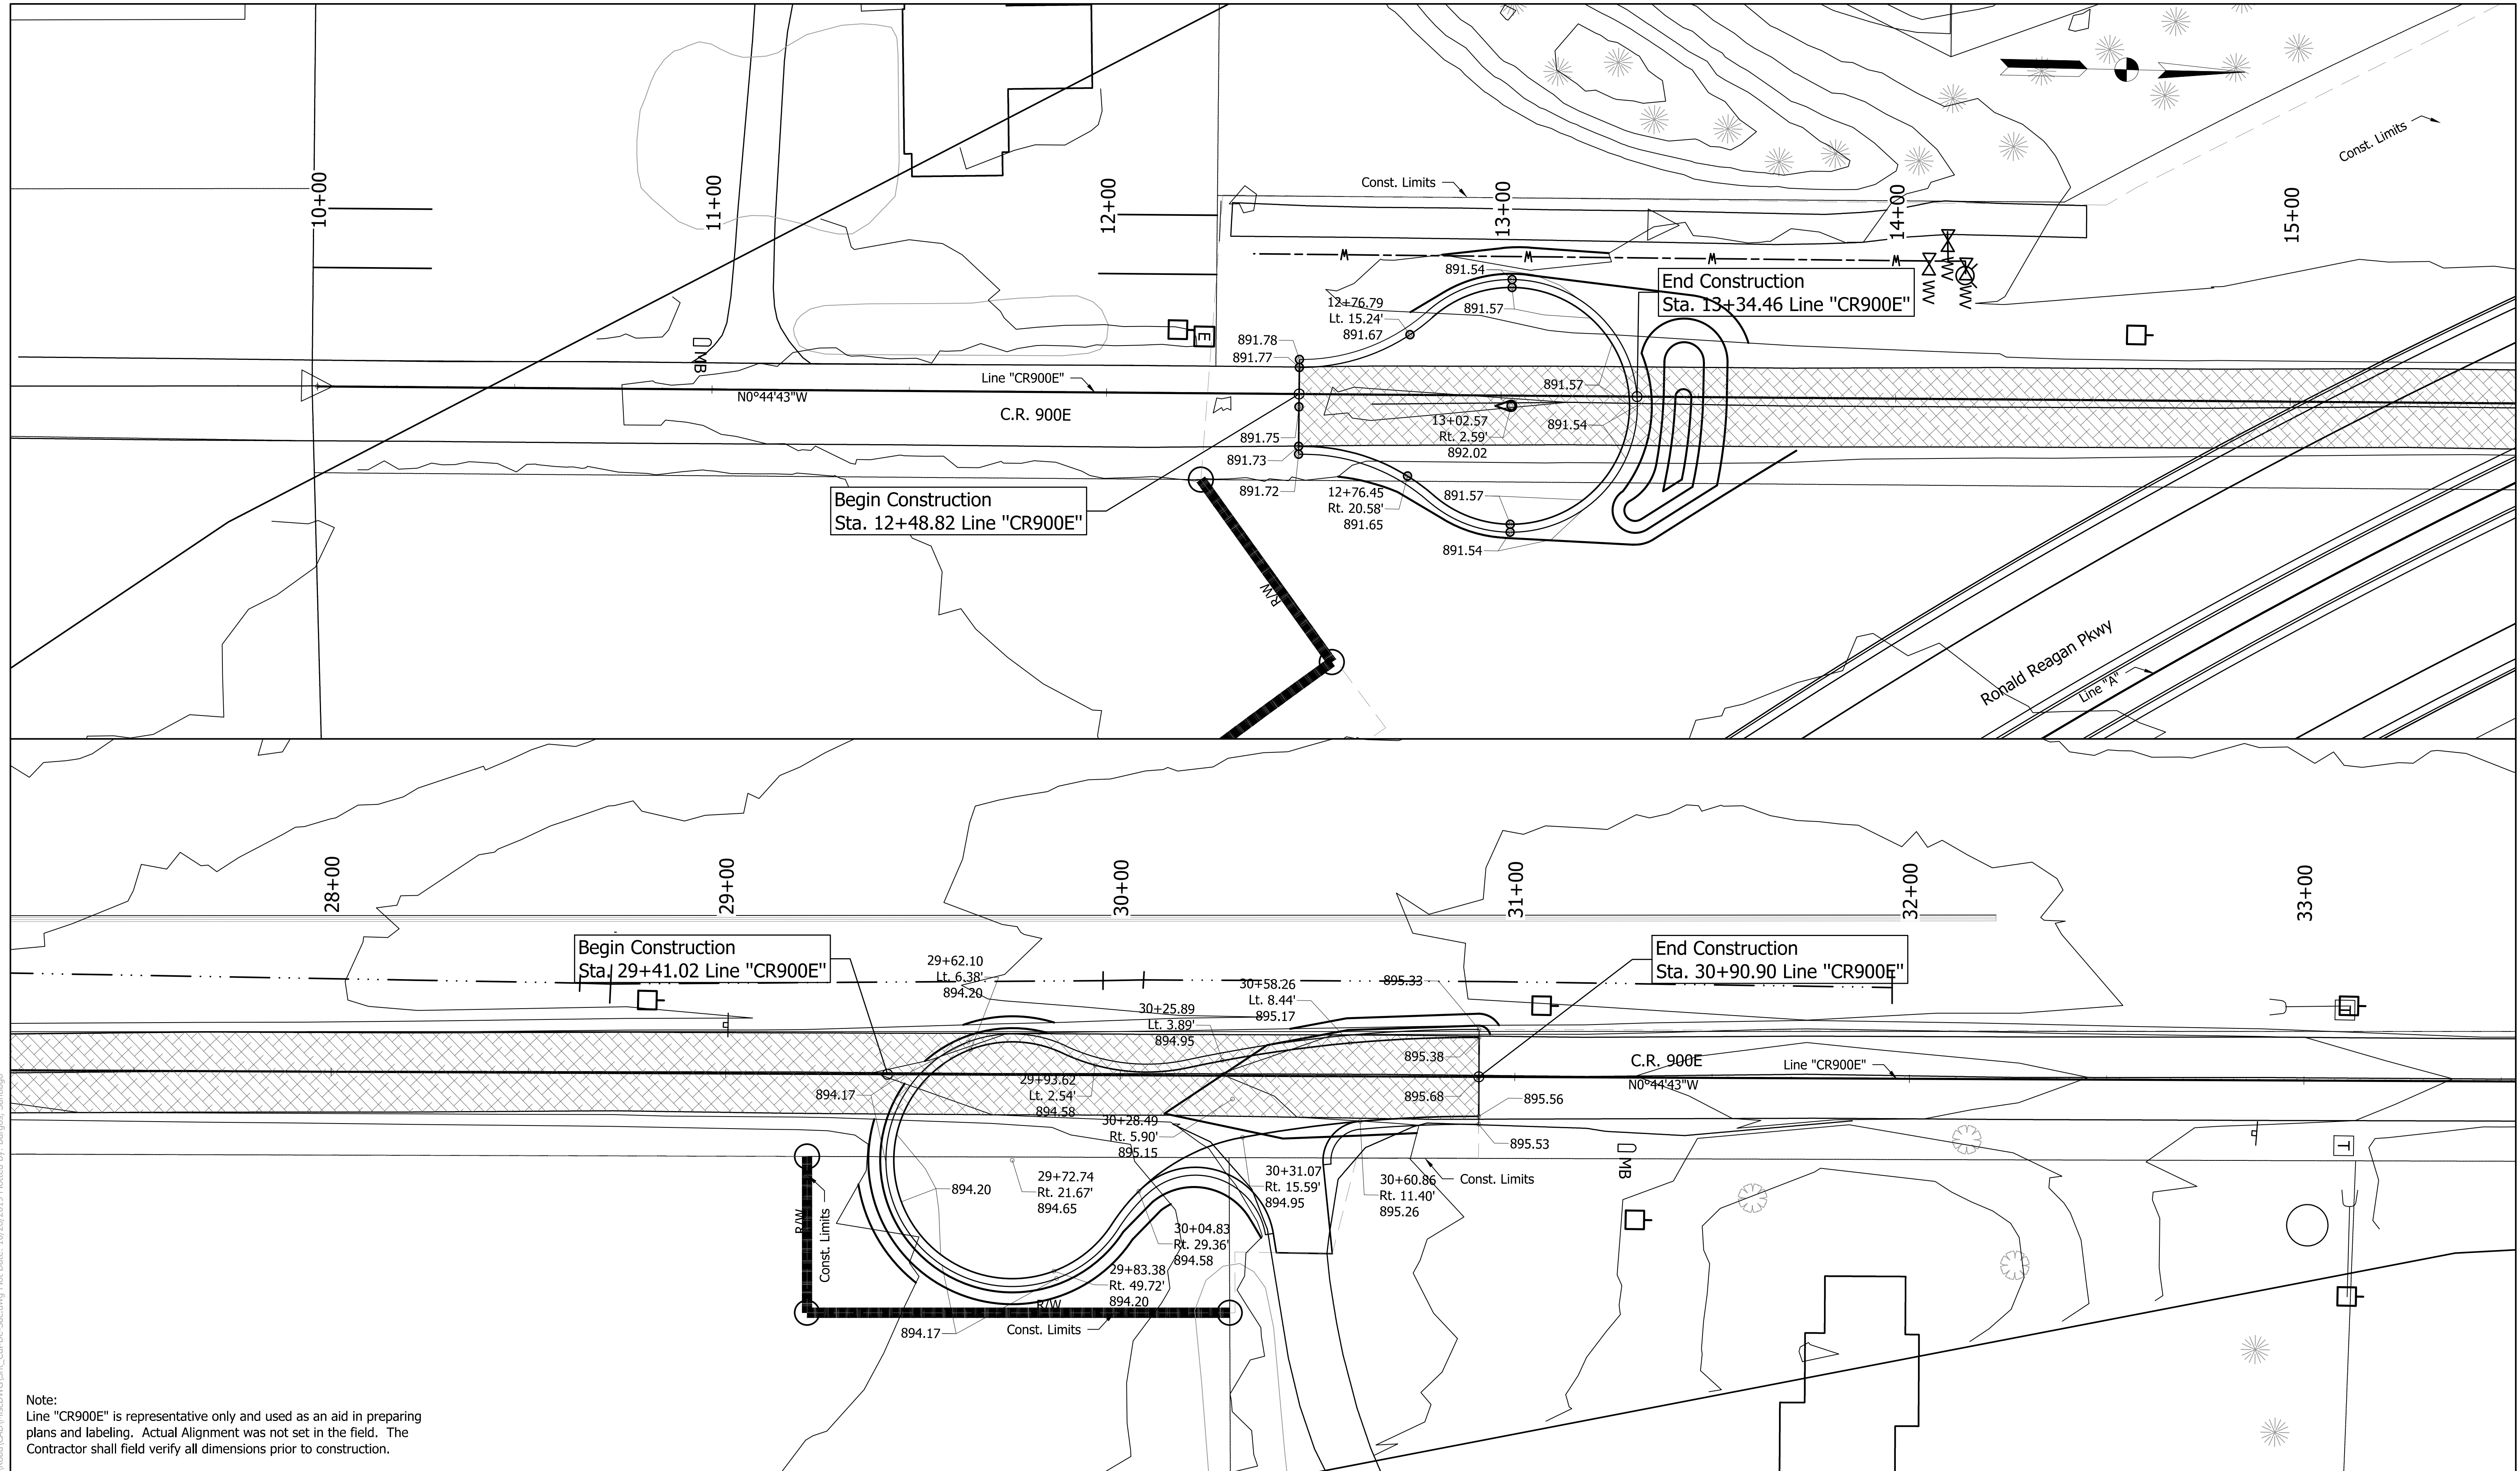 10+00
11+00
12+00
13+00
14+00
15+00
Const. Limits
Const. Limits
W
W
W
W
End Construction
Sta. 13+34.46 Line "CR900E"
891.54
891.57
12+76.79
Lt. 15.24'
891.67
891.78
891.77
E
MB
Line "CR900E"
N0°44'43"W
C.R. 900E
891.57
891.54
13+02.57
Rt. 2.59'
892.02
891.75
891.73
891.72
12+76.45
Rt. 20.58'
891.65
891.57
891.54
Begin Construction
Sta. 12+48.82 Line "CR900E"
R/W
Ronald Reagan Pkwy
Line "A"
28+00
29+00
30+00
31+00
32+00
33+00
Begin Construction
Sta. 29+41.02 Line "CR900E"
End Construction
Sta. 30+90.90 Line "CR900E"
29+62.10
Lt. 6.38'
894.20
30+25.89
Lt. 3.89'
894.95
30+58.26
Lt. 8.44'
895.17
895.33
895.38
C.R. 900E
N0°44'43"W
Line "CR900E"
894.17
29+93.62
Lt. 2.54'
894.58
30+28.49
Rt. 5.90'
895.15
895.68
895.56
895.53
894.20
29+72.74
Rt. 21.67'
894.65
30+31.07
Rt. 15.59'
894.95
30+60.86
Rt. 11.40'
895.26
Const. Limits
MB
T
R/W
Const. Limits
30+04.83
Rt. 29.36'
894.58
29+83.38
Rt. 49.72'
894.20
R/W
894.17
Const. Limits
Note:
Line "CR900E" is representative only and used as an aid in preparing
plans and labeling.  Actual Alignment was not set in the field.  The
Contractor shall field verify all dimensions prior to construction.